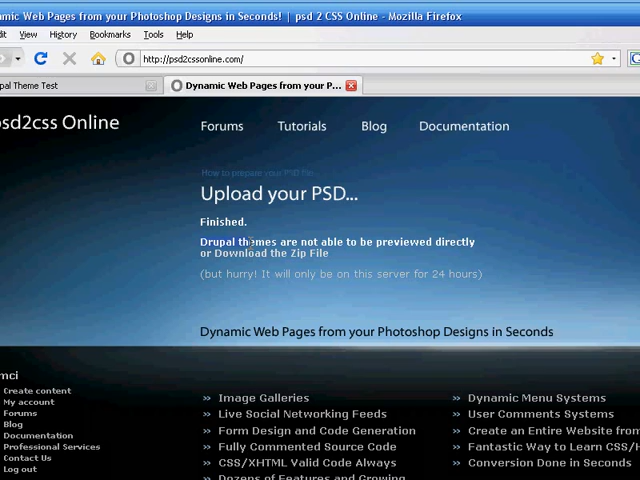 amic Web Pages from your Photoshop Designs in Seconds! | psd 2 CSS Online - Mozilla Firefox
it View History Bookmarks Tools Help
http://psd2cssonline.com/
pal Theme Test
Dynamic Web Pages from your P...
psd2css Online
Forums Tutorials Blog Documentation
How to prepare your PSD file
Upload your PSD...
Finished.
Drupal themes are not able to be previewed directly
or Download the Zip File
(but hurry! It will only be on this server for 24 hours)
Dynamic Web Pages from your Photoshop Designs in Seconds
mci
Create content
My account
Forums
Blog
Documentation
Professional Services
Contact Us
Log out
» Image Galleries
» Live Social Networking Feeds
» Form Design and Code Generation
» Fully Commented Source Code
» CSS/XHTML Valid Code Always
Dozens of Features and Growing
» Dynamic Menu Systems
» User Comments Systems
» Create an Entire Website from
» Fantastic Way to Learn CSS/H
» Conversion Done in Seconds